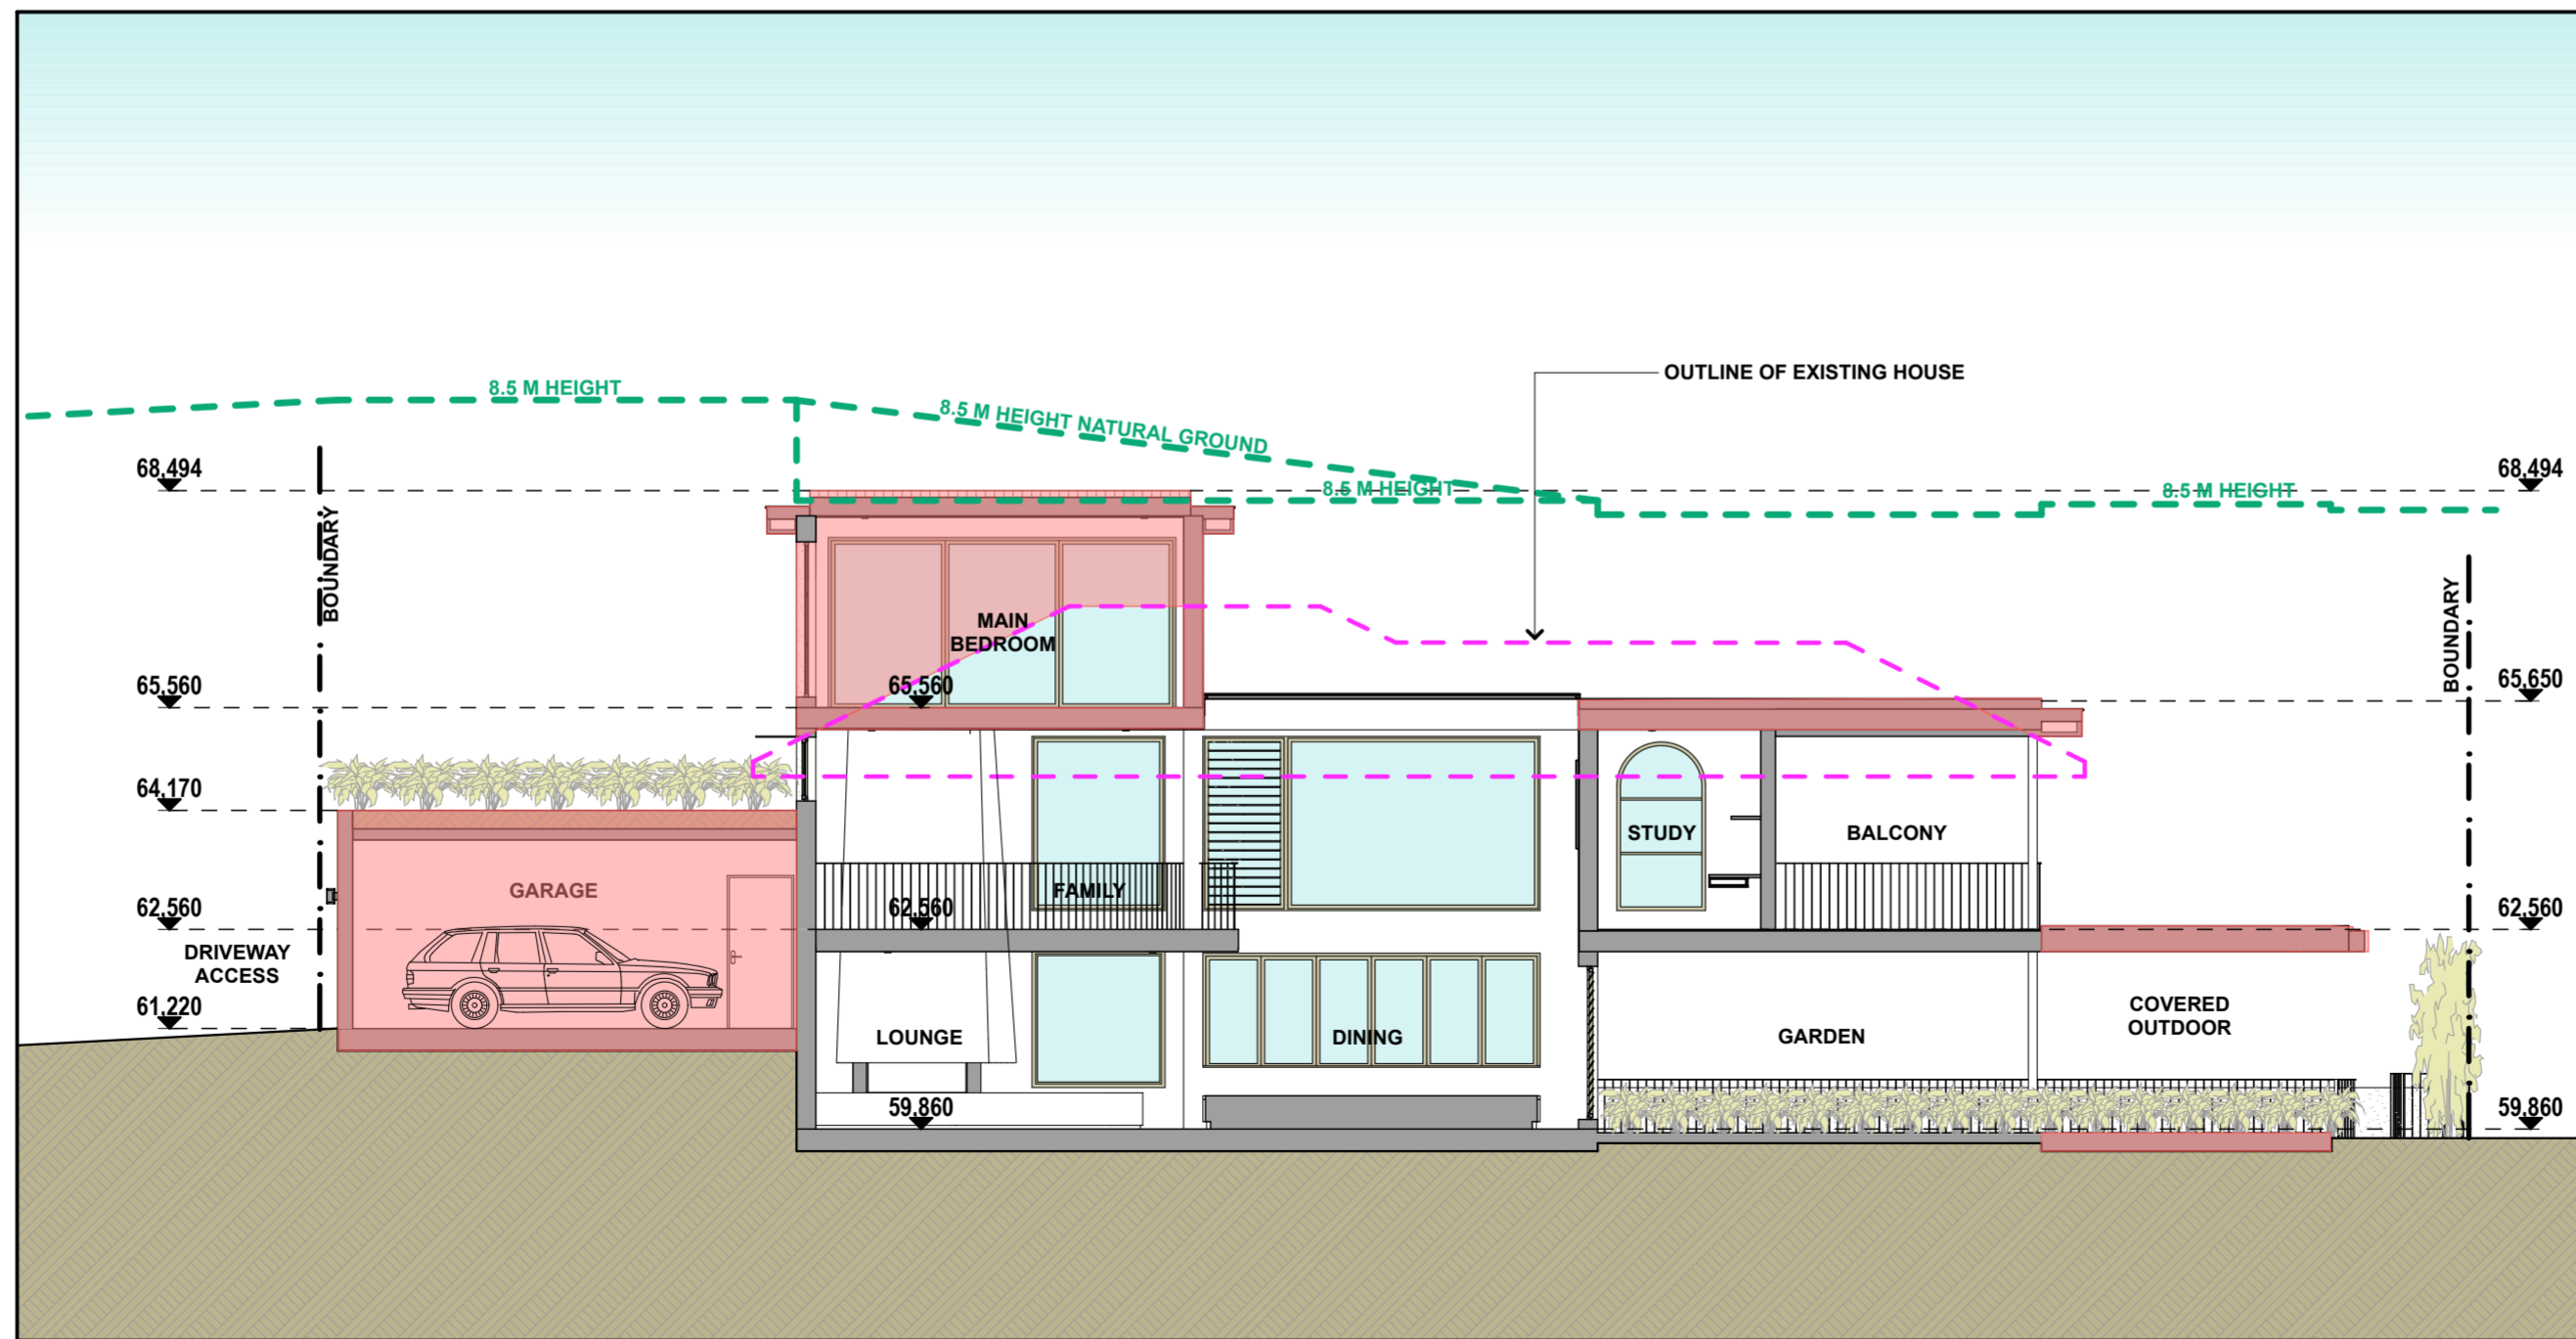 OUTLINE OF EXISTING HOUSE
8.5 M HEIGHT
8.5 M HEIGHT NATURAL GROUND
68,494
68,494
8.5 M HEIGHT
8.5 M HEIGHT
BOUNDARY
BOUNDARY
MAIN
BEDROOM
65,560
65,560
65,650
64,170
STUDY
BALCONY
GARAGE
FAMILY
62,560
62,560
62,560
DRIVEWAY
ACCESS
61,220
COVERED
OUTDOOR
LOUNGE
DINING
GARDEN
59,860
59,860